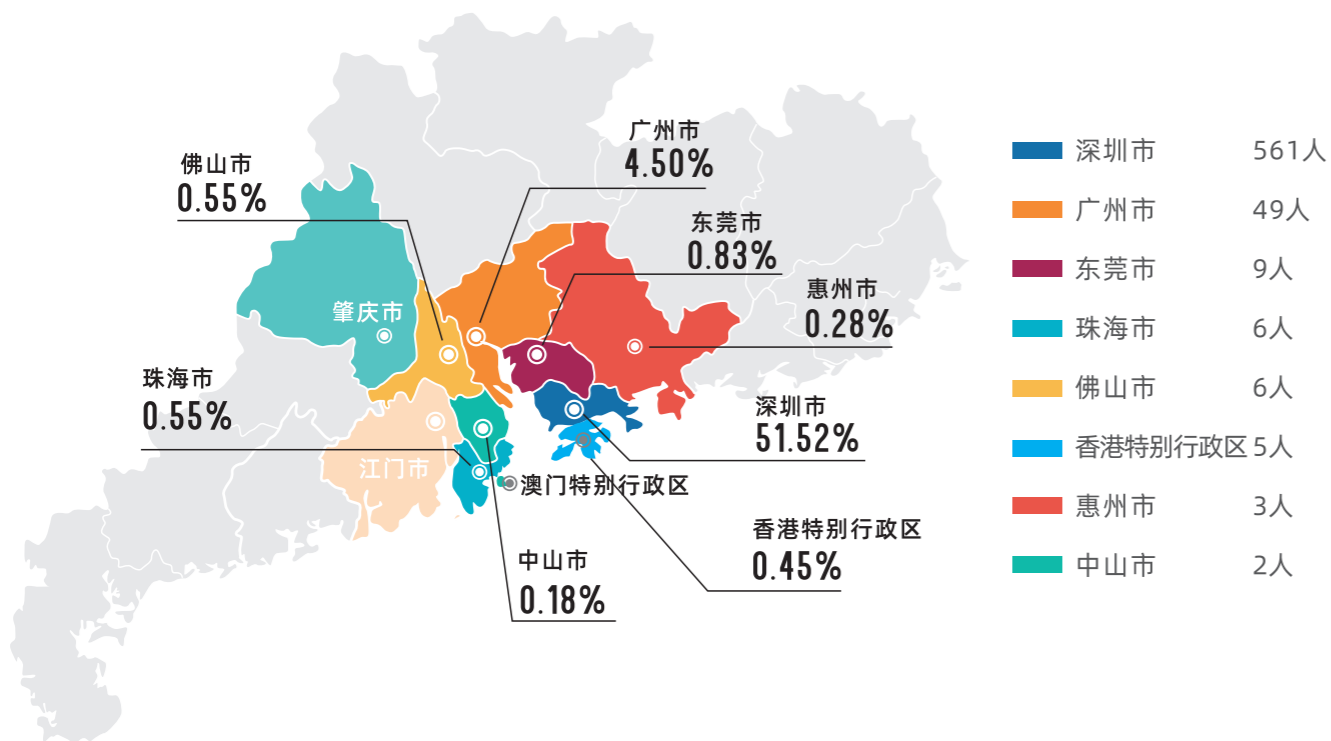 广州市
4.50%
佛山市
0.55%
东莞市
0.83%
惠州市
0.28%
肇庆市
珠海市
0.55%
深圳市
51.52%
江门市
澳门特别行政区
香港特别行政区
0.45%
中山市
0.18%
深圳市 561人
广州市 49人
东莞市 9人
珠海市 6人
佛山市 6人
香港特别行政区 5人
惠州市 3人
中山市 2人